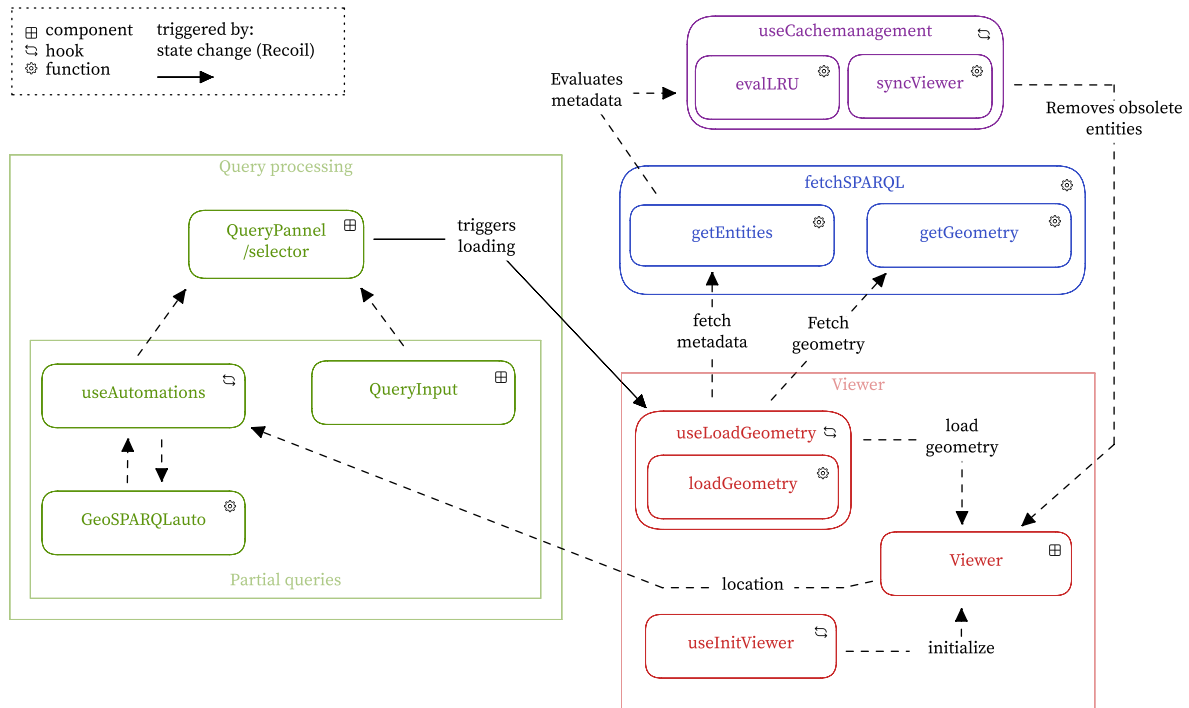 component
hook
function
triggered by:
state change (Recoil)
useCachemanagement
evalLRU
syncViewer
Evaluates
metadata
Removes obsolete
entities
Query processing
QueryPannel
/selector
triggers
loading
fetchSPARQL
getEntities
getGeometry
fetch
metadata
Fetch
geometry
useAutomations
QueryInput
GeoSPARQLauto
Partial queries
Viewer
useLoadGeometry
loadGeometry
load
geometry
Viewer
location
useInitViewer
initialize